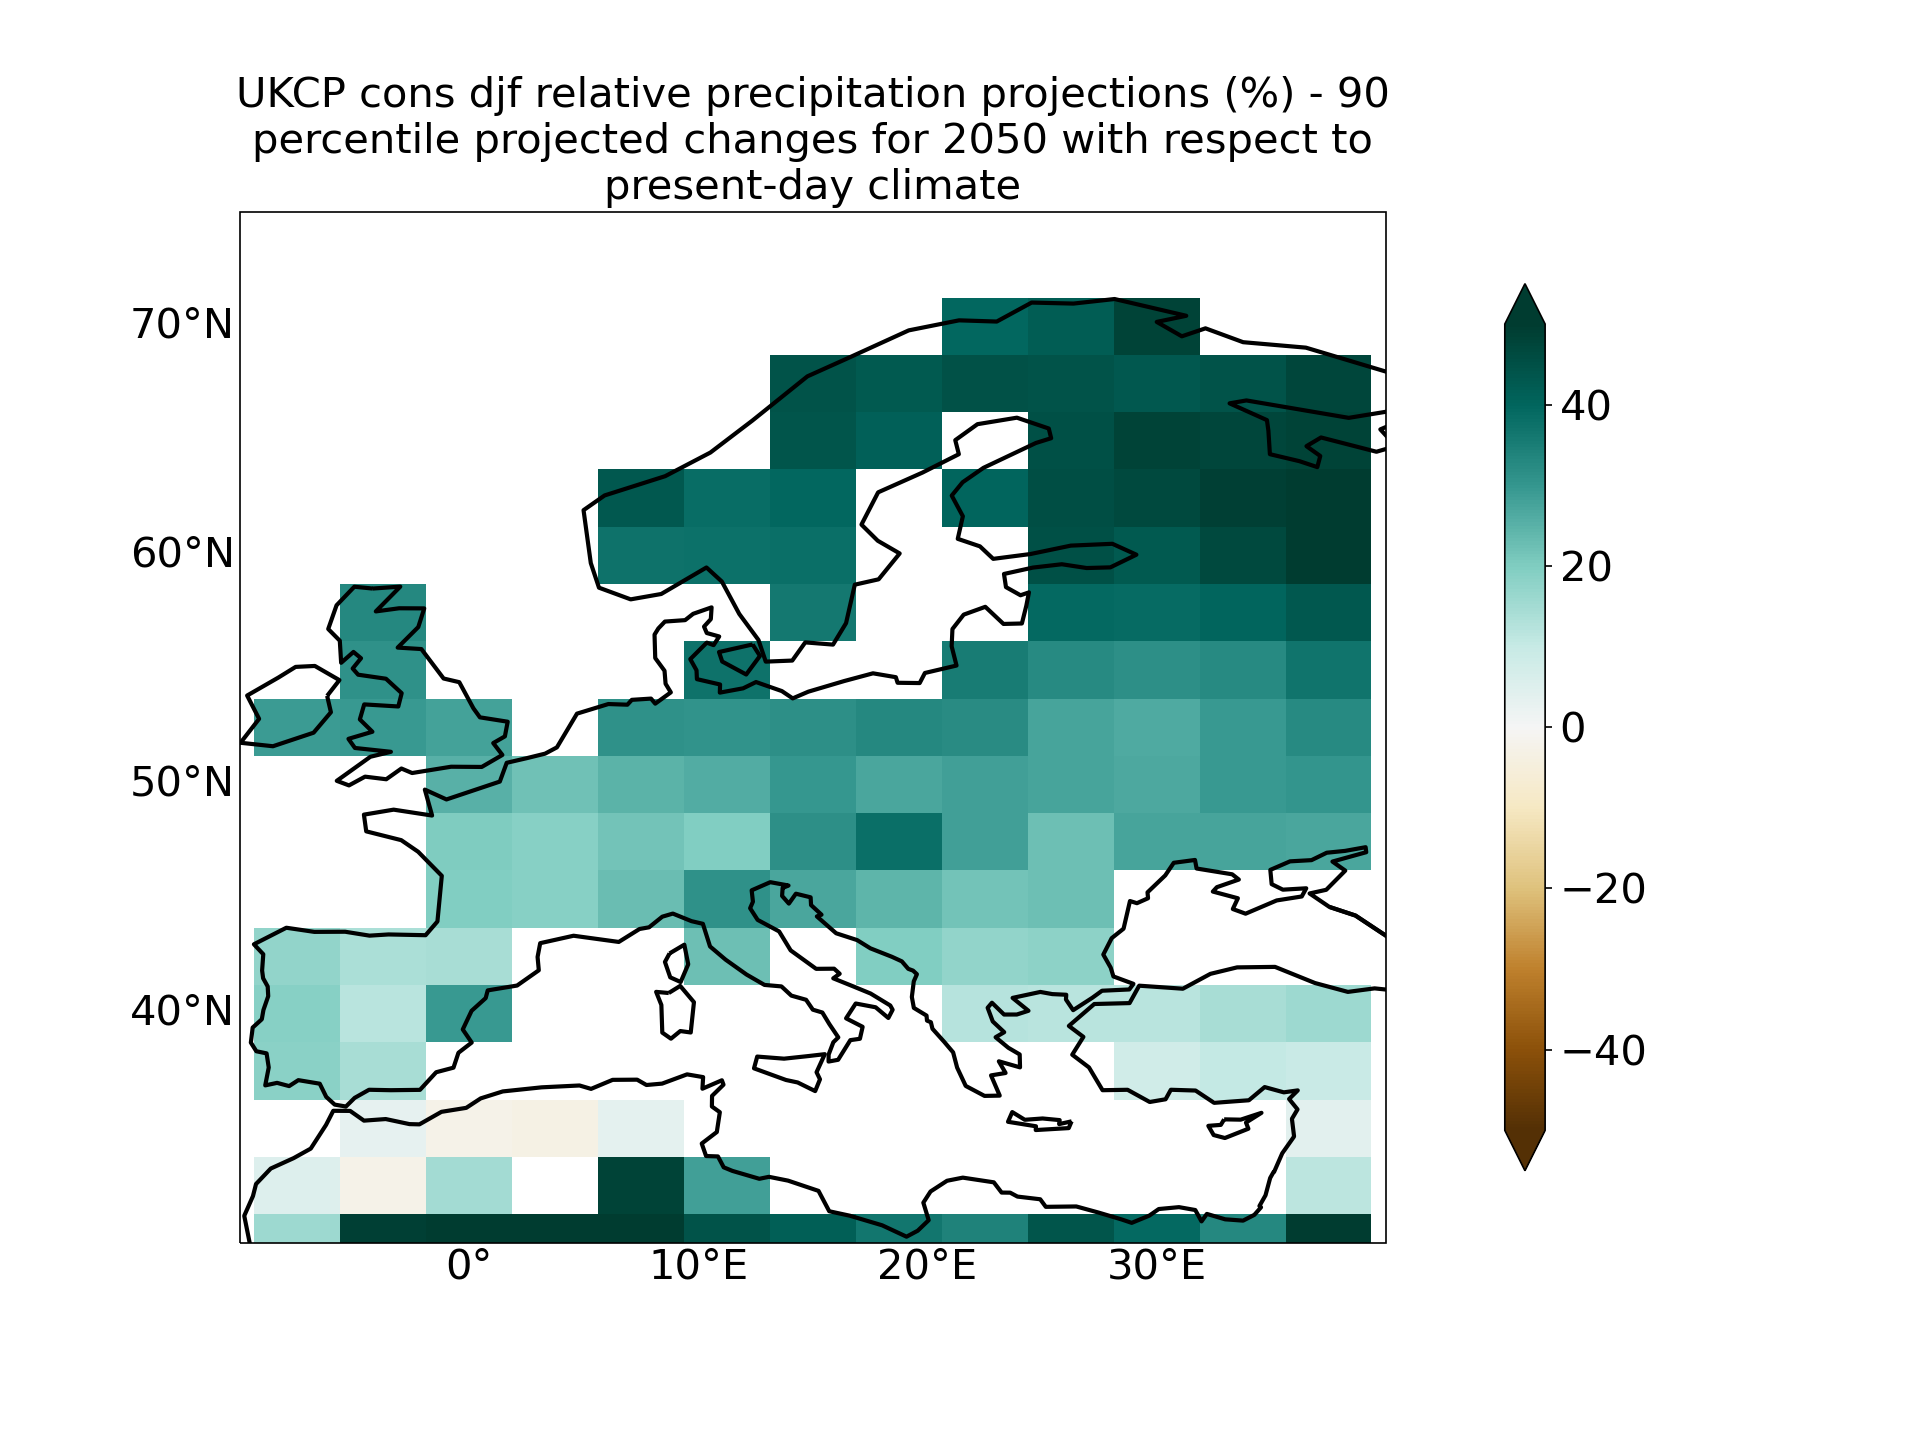 UKCP cons djf relative precipitation projections (%) - 90
percentile projected changes for 2050 with respect to
present-day climate
70°N
60°N
50°N
40°N
0°
10°E
20°E
30°E
40
20
0
−20
−40